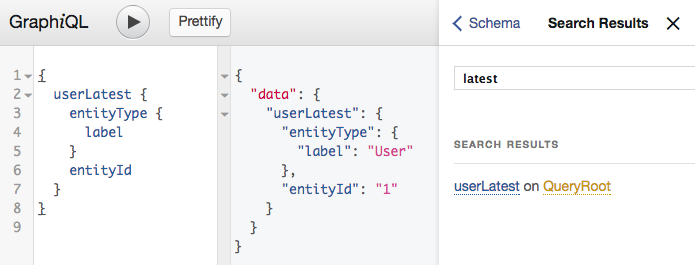 GraphiQL
Prettify
1 {
2 userLatest {
3 entityType {
4 label
5 }
6 entityId
7 }
8 }
9
{
"data": {
"userLatest": {
"entityType": {
"label": "User"
},
"entityId": "1"
}
}
}
Schema
Search Results
latest
SEARCH RESULTS
userLatest on QueryRoot